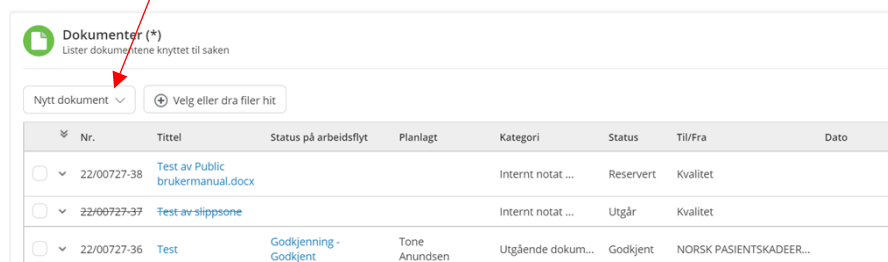 Dokumenter (*)
Lister dokumentene knyttet til saken
Nytt dokument
Velg eller dra filer hit
Nr. Tittel Status på arbeidsflyt Planlagt Kategori Status Til/Fra Dato
22/00727-38 Test av Public brukermanual.docx Internt notat ... Reservert Kvalitet
22/00727-37 Test av slippsone Internt notat ... Utgår Kvalitet
22/00727-36 Test Godkjenning - Godkjent Tone Anundsen Utgående dokum... Godkjent NORSK PASIENTSKADEER...